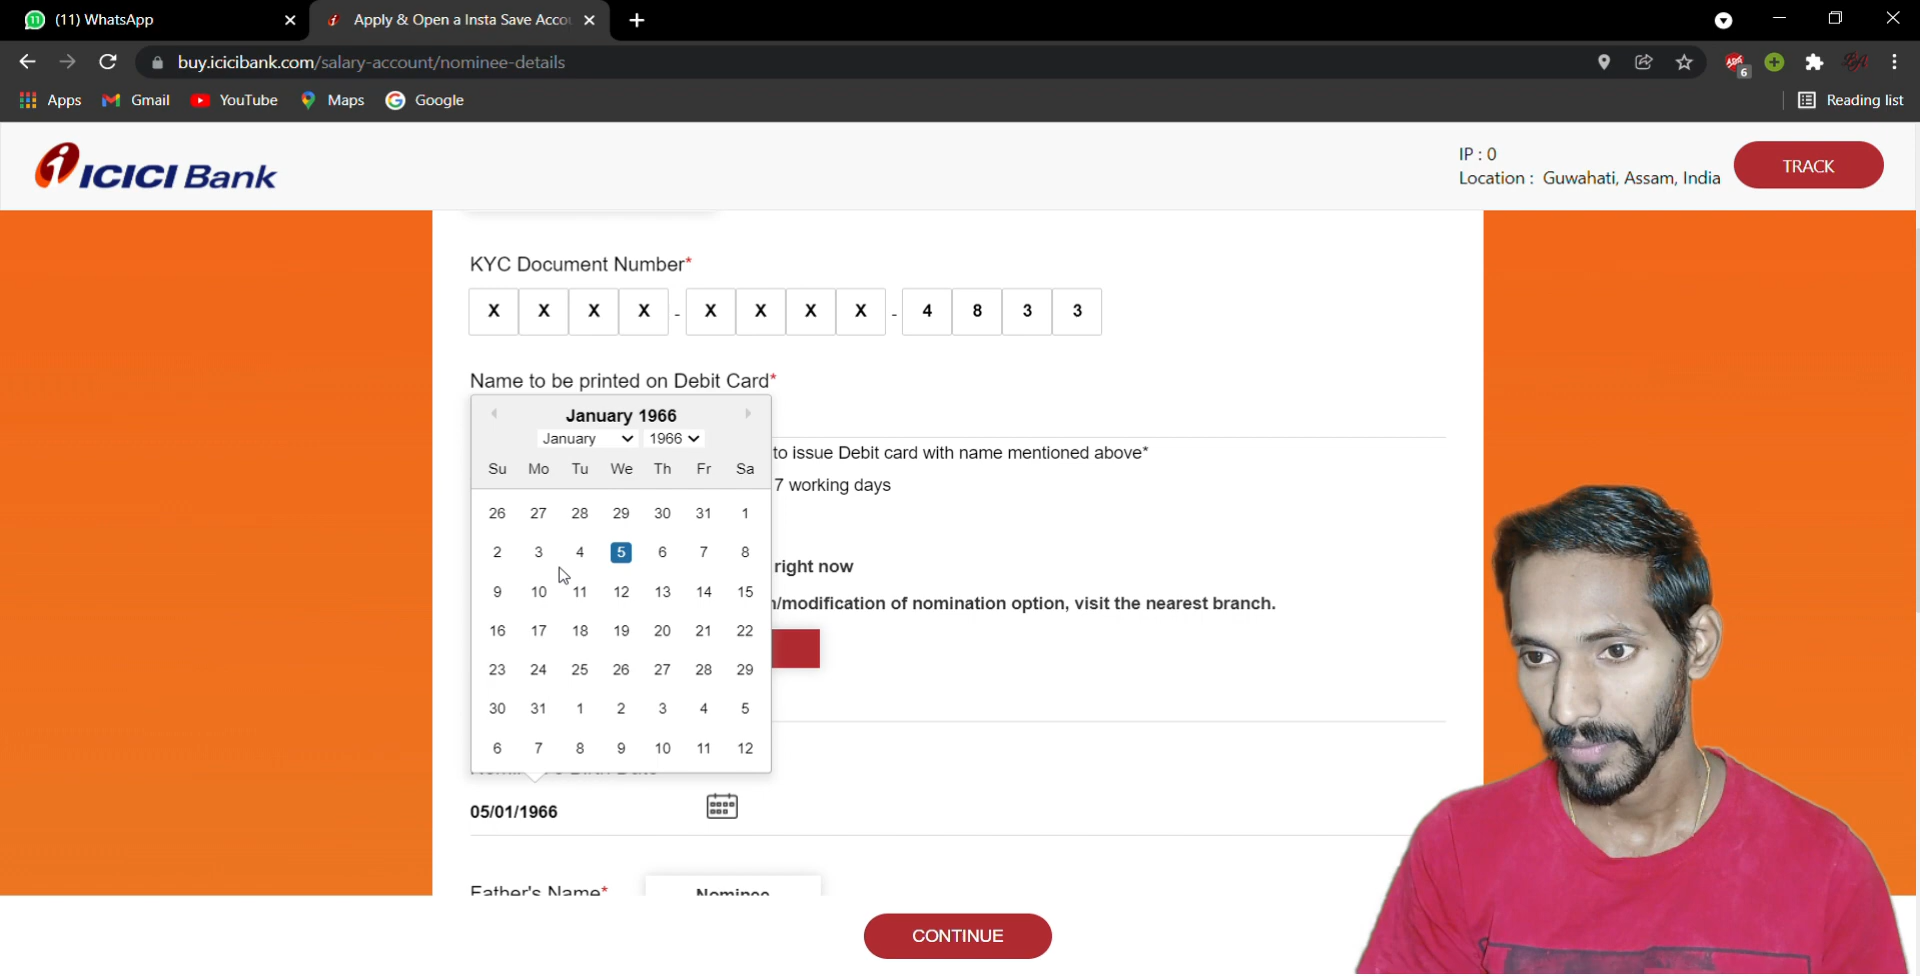 (11) WhatsApp
Apply & Open a Insta Save Acco
buy.icicibank.com/salary-account/nominee-details
6
Apps
Gmail
YouTube
Maps
Google
Reading list
ICICI Bank
IP : 0
Location : Guwahati, Assam, India
TRACK
KYC Document Number*
X X X X - X X X X - 4 8 3 3
Name to be printed on Debit Card*
January 1966
January 1966
Su Mo Tu We Th Fr Sa
26 27 28 29 30 31 1
2 3 4 5 6 7 8
9 10 11 12 13 14 15
16 17 18 19 20 21 22
23 24 25 26 27 28 29
30 31 1 2 3 4 5
6 7 8 9 10 11 12
to issue Debit card with name mentioned above*
7 working days
right now
/modification of nomination option, visit the nearest branch.
05/01/1966
Father's Name*
Nominee
CONTINUE